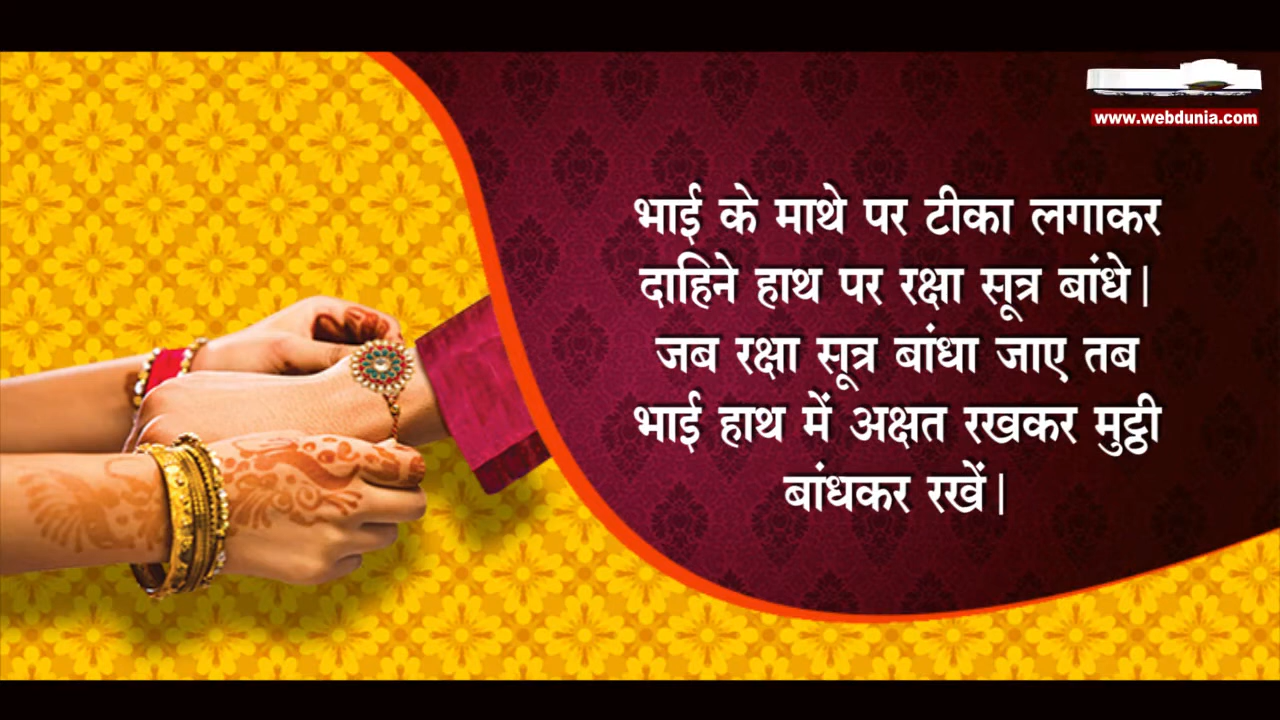 www.webdunia.com
भाई के माथे पर टीका लगाकर
दाहिने हाथ पर रक्षा सूत्र बांधे।
जब रक्षा सूत्र बांधा जाए तब
भाई हाथ में अक्षत रखकर मुट्ठी
बांधकर रखें।